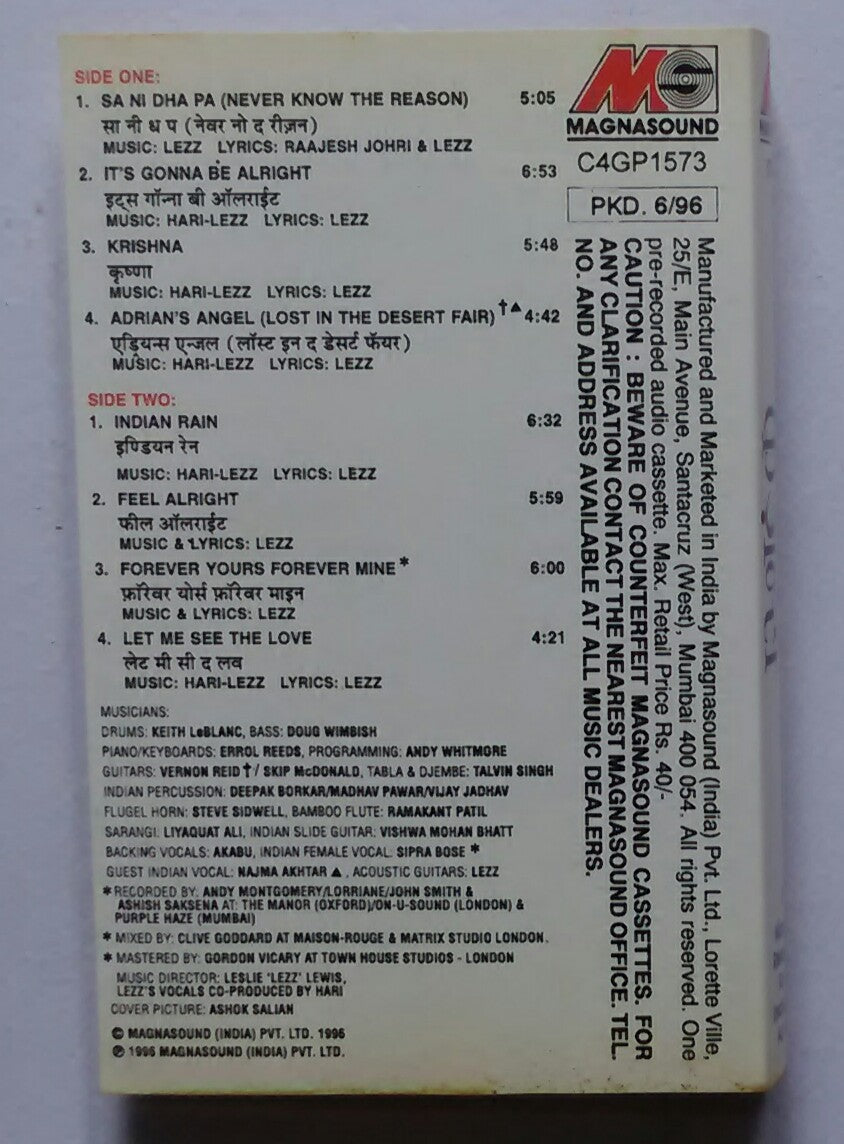 SIDE ONE:
1. SA NI DHA PA (NEVER KNOW THE REASON) 5:05
सा नी ध प (नेवर नो द रीज़न)
MUSIC: LEZZ LYRICS: RAAJESH JOHRI & LEZZ
2. IT'S GONNA BE ALRIGHT 6:53
इट्स गॉन्ना बी ऑलराईट
MUSIC: HARI-LEZZ LYRICS: LEZZ
3. KRISHNA 5:48
कृष्णा
MUSIC: HARI-LEZZ LYRICS: LEZZ
4. ADRIAN'S ANGEL (LOST IN THE DESERT FAIR) †▲ 4:42
एड्रियन्स एन्जल (लॉस्ट इन द डेसर्ट फॅयर)
MUSIC: HARI-LEZZ LYRICS: LEZZ
SIDE TWO:
1. INDIAN RAIN 6:32
इण्डियन रेन
MUSIC: HARI-LEZZ LYRICS: LEZZ
2. FEEL ALRIGHT 5:59
फील ऑलराईट
MUSIC & LYRICS: LEZZ
3. FOREVER YOURS FOREVER MINE* 6:00
फ़ॉरेवर योर्स फ़ॉरेवर माइन
MUSIC & LYRICS: LEZZ
4. LET ME SEE THE LOVE 4:21
लेट मी सी द लव
MUSIC: HARI-LEZZ LYRICS: LEZZ
MUSICIANS:
DRUMS: KEITH LeBLANC, BASS: DOUG WIMBISH
PIANO/KEYBOARDS: ERROL REEDS, PROGRAMMING: ANDY WHITMORE
GUITARS: VERNON REID † / SKIP McDONALD, TABLA & DJEMBE: TALVIN SINGH
INDIAN PERCUSSION: DEEPAK BORKAR/MADHAV PAWAR/VIJAY JADHAV
FLUGEL HORN: STEVE SIDWELL, BAMBOO FLUTE: RAMAKANT PATIL
SARANGI: LIYAQUAT ALI, INDIAN SLIDE GUITAR: VISHWA MOHAN BHATT
BACKING VOCALS: AKABU, INDIAN FEMALE VOCAL: SIPRA BOSE *
GUEST INDIAN VOCAL: NAJMA AKHTAR ▲, ACOUSTIC GUITARS: LEZZ
* RECORDED BY: ANDY MONTGOMERY/LORRIANE/JOHN SMITH &
ASHISH SAKSENA AT: THE MANOR (OXFORD)/ON-U-SOUND (LONDON) &
PURPLE HAZE (MUMBAI)
* MIXED BY: CLIVE GODDARD AT MAISON-ROUGE & MATRIX STUDIO LONDON.
* MASTERED BY: GORDON VICARY AT TOWN HOUSE STUDIOS - LONDON
MUSIC DIRECTOR: LESLIE 'LEZZ' LEWIS,
LEZZ'S VOCALS CO-PRODUCED BY HARI
COVER PICTURE: ASHOK SALIAN
© MAGNASOUND (INDIA) PVT. LTD. 1996
℗ 1996 MAGNASOUND (INDIA) PVT. LTD.
MAGNASOUND
C4GP1573
PKD. 6/96
Manufactured and Marketed in India by Magnasound (India) Pvt. Ltd., Lorette Ville,
25/E, Main Avenue, Santacruz (West), Mumbai 400 054. All rights reserved. One
pre-recorded audio cassette. Max. Retail Price Rs. 40/-
CAUTION : BEWARE OF COUNTERFEIT MAGNASOUND CASSETTES. FOR
ANY CLARIFICATION CONTACT THE NEAREST MAGNASOUND OFFICE. TEL.
NO. AND ADDRESS AVAILABLE AT ALL MUSIC DEALERS.